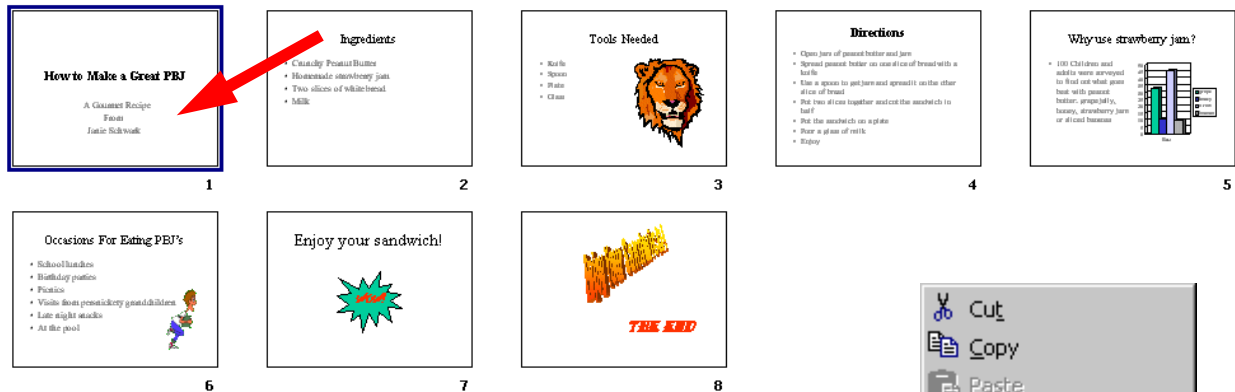 How to Make a Great PBJ
A Gourmet Recipe
From
Janie Schwark
1
Ingredients
• Crunchy Peanut Butter
• Homemade strawberry jam
• Two slices of white bread
• Milk
2
Tools Needed
• Knife
• Spoon
• Plate
• Glass
3
Directions
• Open jars of peanut butter and jam
• Spread peanut butter on one slice of bread with a
knife
• Use a spoon to get jam and spread it on the other
slice of bread
• Put two slices together and cut the sandwich in
half
• Put the sandwich on a plate
• Pour a glass of milk
• Enjoy
4
Why use strawberry jam?
• 100 Children and
adults were surveyed
to find out what goes
best with peanut
butter. grape jelly,
honey, strawberry jam
or sliced bananas
5
Occasions For Eating PBJ's
• School lunches
• Birthday parties
• Picnics
• Visits from persnickety grandchildren
• Late night snacks
• At the pool
6
Enjoy your sandwich!
7
THE END
8
Cut
Copy
Paste